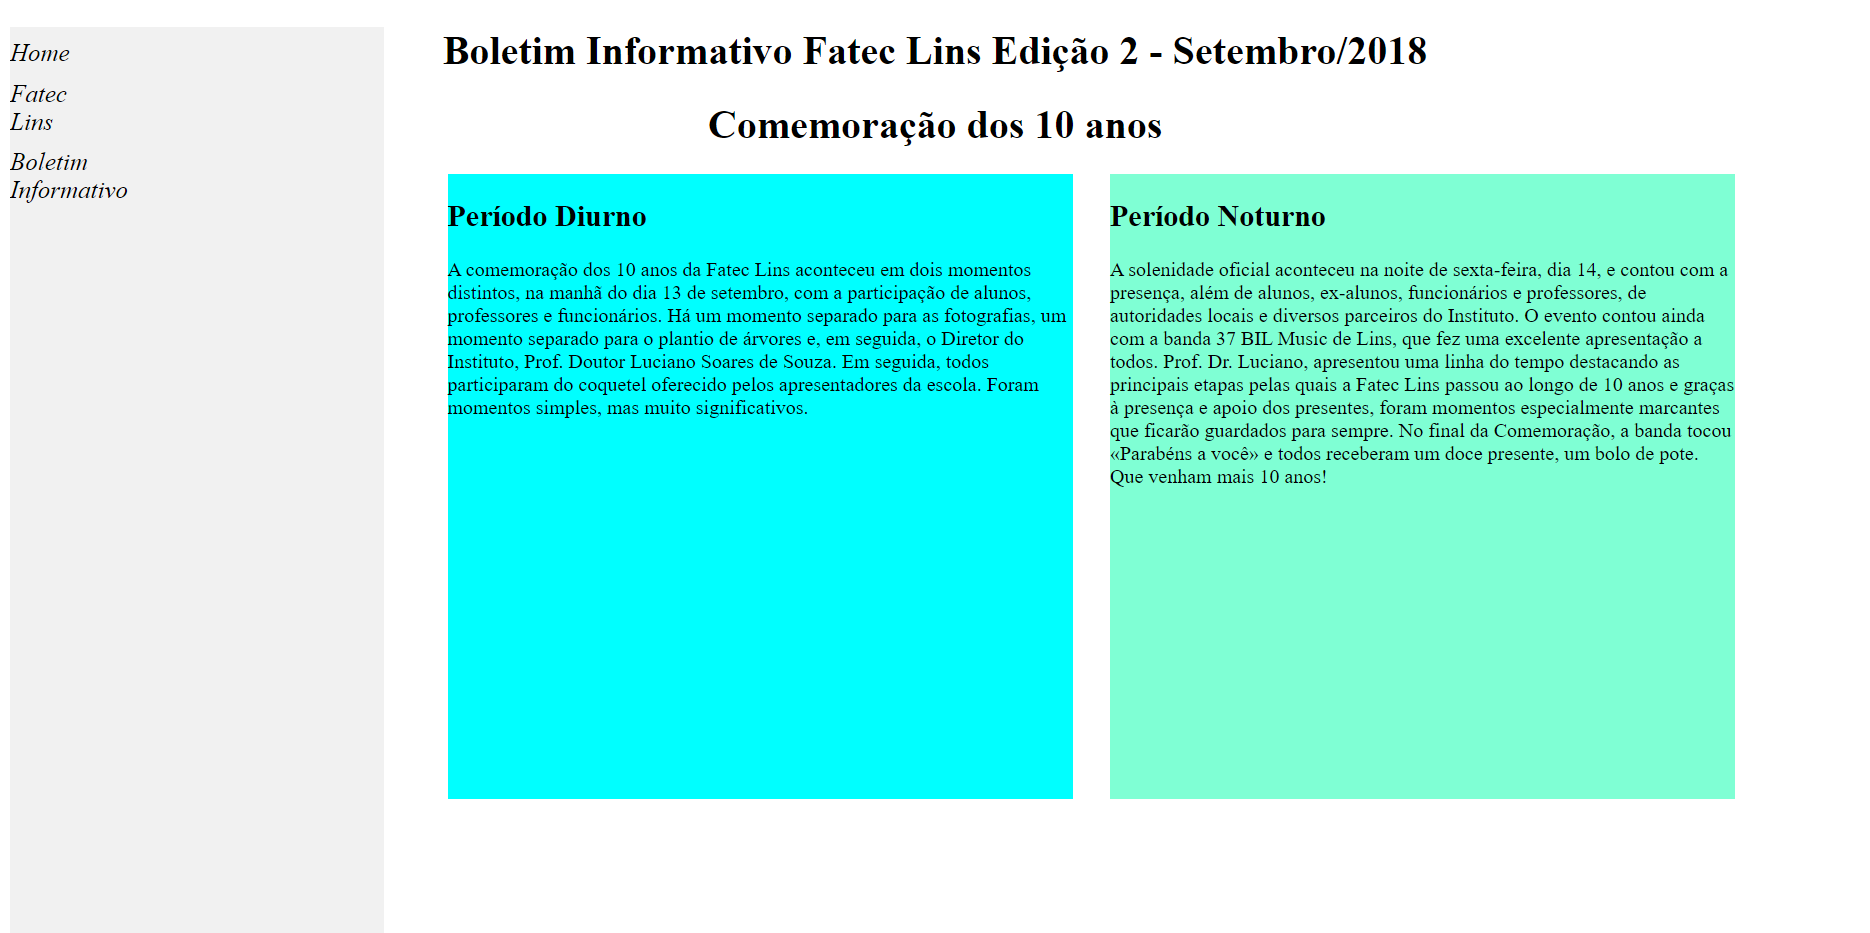 Home
Fatec
Lins
Boletim
Informativo
Boletim Informativo Fatec Lins Edição 2 - Setembro/2018
Comemoração dos 10 anos
Período Diurno
A comemoração dos 10 anos da Fatec Lins aconteceu em dois momentos
distintos, na manhã do dia 13 de setembro, com a participação de alunos,
professores e funcionários. Há um momento separado para as fotografias, um
momento separado para o plantio de árvores e, em seguida, o Diretor do
Instituto, Prof. Doutor Luciano Soares de Souza. Em seguida, todos
participaram do coquetel oferecido pelos apresentadores da escola. Foram
momentos simples, mas muito significativos.
Período Noturno
A solenidade oficial aconteceu na noite de sexta-feira, dia 14, e contou com a
presença, além de alunos, ex-alunos, funcionários e professores, de
autoridades locais e diversos parceiros do Instituto. O evento contou ainda
com a banda 37 BIL Music de Lins, que fez uma excelente apresentação a
todos. Prof. Dr. Luciano, apresentou uma linha do tempo destacando as
principais etapas pelas quais a Fatec Lins passou ao longo de 10 anos e graças
à presença e apoio dos presentes, foram momentos especialmente marcantes
que ficarão guardados para sempre. No final da Comemoração, a banda tocou
«Parabéns a você» e todos receberam um doce presente, um bolo de pote.
Que venham mais 10 anos!